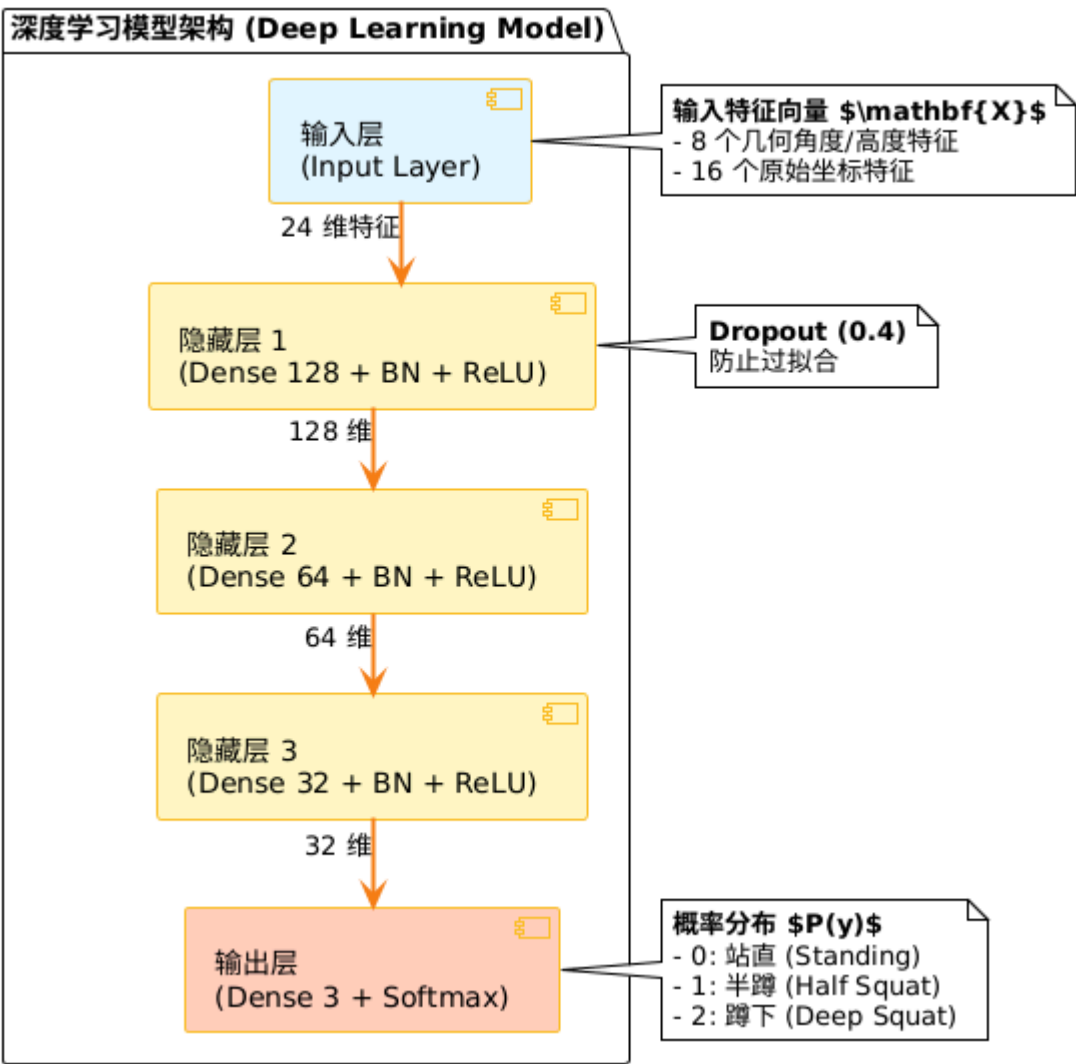 深度学习模型架构 (Deep Learning Model)
输入层
(Input Layer)
输入特征向量 $\mathbf{X}$
- 8 个几何角度/高度特征
- 16 个原始坐标特征
24 维特征
隐藏层 1
(Dense 128 + BN + ReLU)
Dropout (0.4)
防止过拟合
128 维
隐藏层 2
(Dense 64 + BN + ReLU)
64 维
隐藏层 3
(Dense 32 + BN + ReLU)
32 维
输出层
(Dense 3 + Softmax)
概率分布 $P(y)$
- 0: 站直 (Standing)
- 1: 半蹲 (Half Squat)
- 2: 蹲下 (Deep Squat)